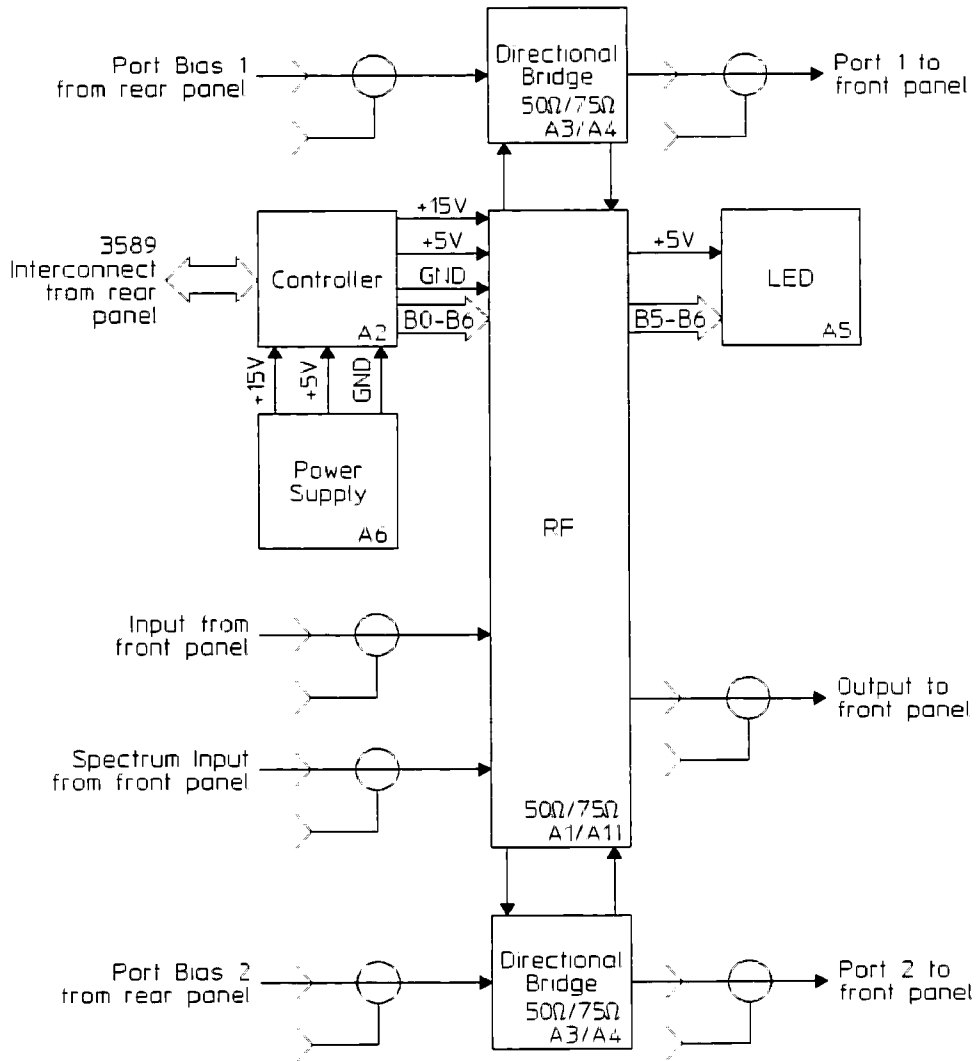 Port Bias 1
from rear panel
Directional
Bridge
50Ω/75Ω
A3/A4
Port 1 to
front panel
3589
Interconnect
from rear
panel
Controller
A2
+15V
+5V
GND
B0-B6
+5V
B5-B6
LED
A5
+15V
+5V
GND
Power
Supply
A6
RF
Input from
front panel
Output to
front panel
Spectrum Input
from front panel
50Ω/75Ω
A1/A11
Port Bias 2
from rear panel
Directional
Bridge
50Ω/75Ω
A3/A4
Port 2 to
front panel